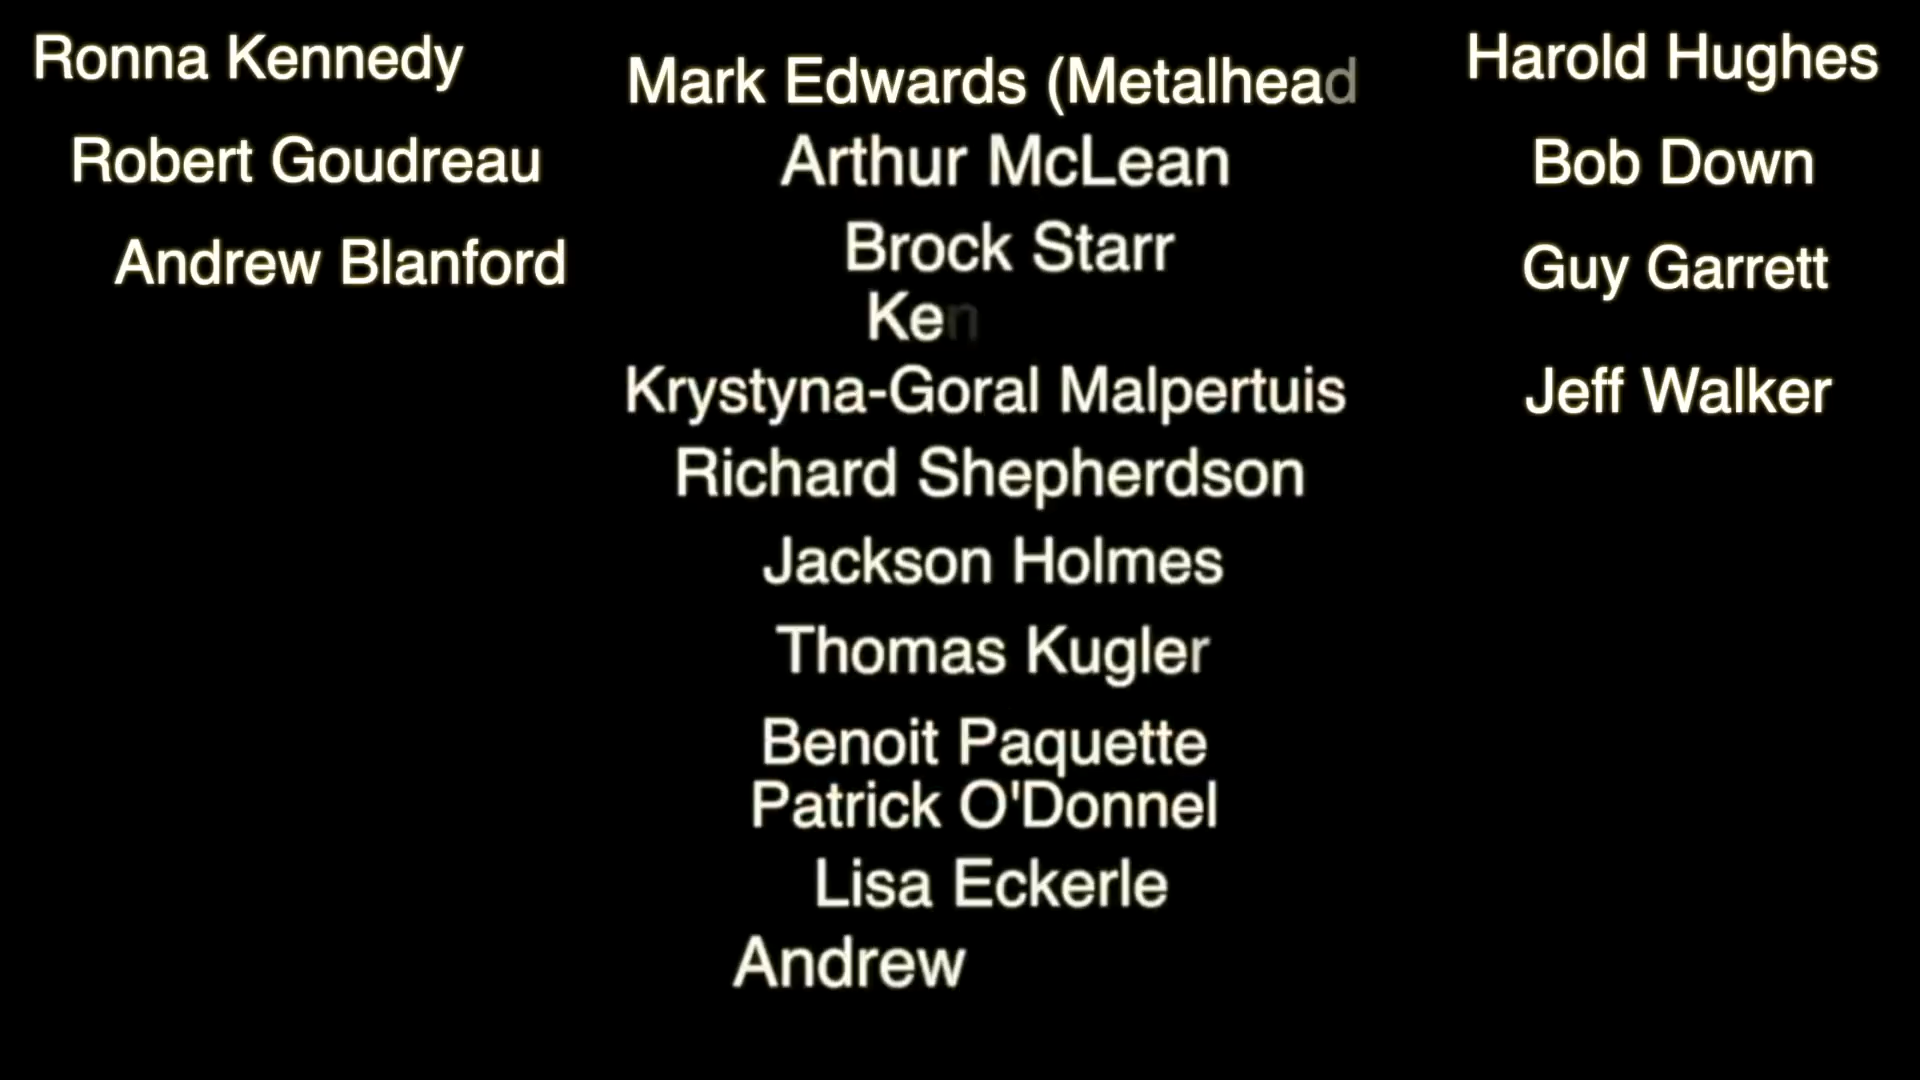 Ronna Kennedy
Robert Goudreau
Andrew Blanford
Mark Edwards (Metalhead
Arthur McLean
Brock Starr
Ken
Krystyna-Goral Malpertuis
Richard Shepherdson
Jackson Holmes
Thomas Kugler
Benoit Paquette
Patrick O'Donnel
Lisa Eckerle
Andrew
Harold Hughes
Bob Down
Guy Garrett
Jeff Walker